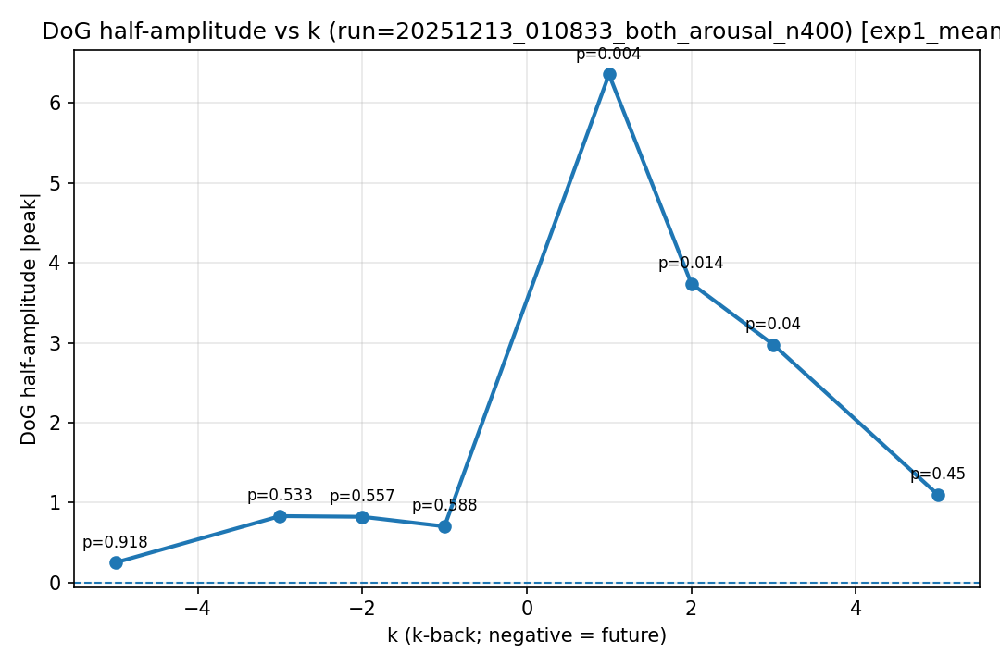 DoG half-amplitude vs k (run=20251213_010833_both_arousal_n400) [exp1_mean
p=0.004
6
5
DoG half-amplitude |peak|
4
p=0.014
p=0.04
3
2
p=0.45
p=0.533
p=0.557
p=0.588
1
p=0.918
0
−4
−2
0
2
4
k (k-back; negative = future)